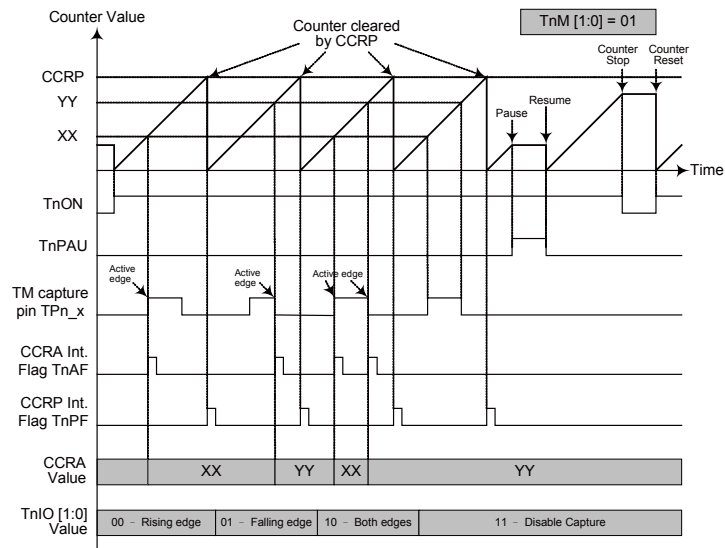 Counter Value
Counter cleared
by CCRP
TnM [1:0] = 01
Counter
Stop
Counter
Reset
CCRP
YY
XX
Pause
Resume
Time
TnON
TnPAU
Active
edge
Active
edge
Active edge
TM capture
pin TPn_x
CCRA Int.
Flag TnAF
CCRP Int.
Flag TnPF
CCRA
Value
XX
YY
XX
YY
TnIO [1:0]
Value
00 - Rising edge
01 - Falling edge
10 - Both edges
11 - Disable Capture